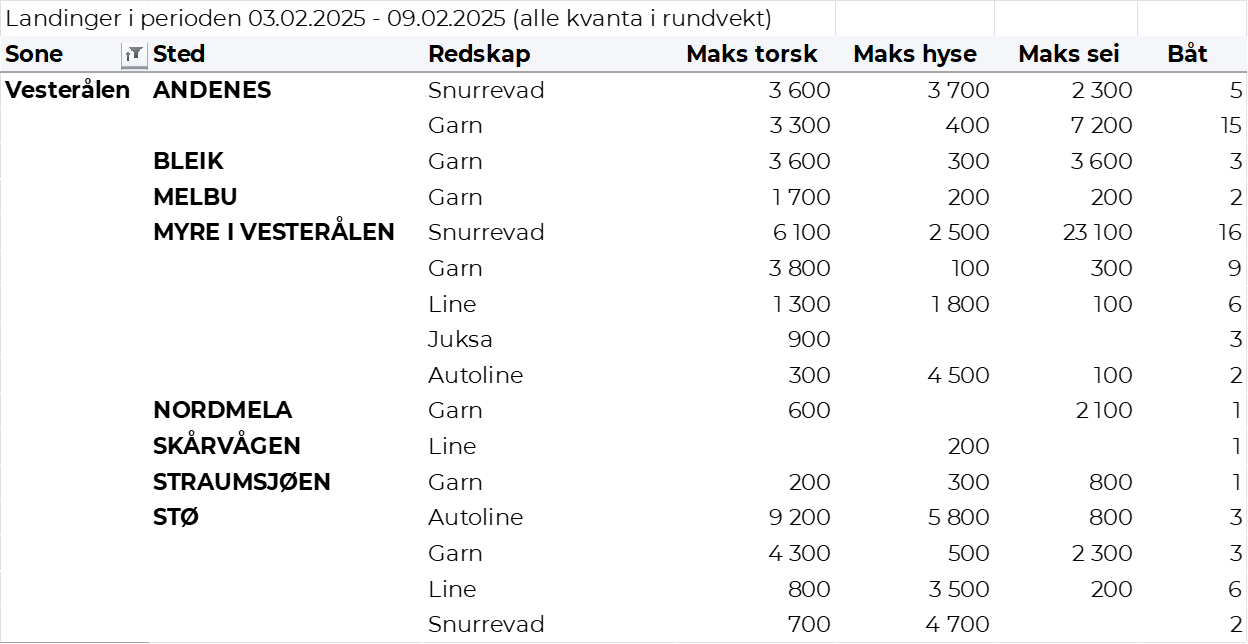 Landinger i perioden 03.02.2025 - 09.02.2025 (alle kvanta i rundvekt)
Sone Sted Redskap Maks torsk Maks hyse Maks sei Båt
Vesterålen ANDENES Snurrevad 3 600 3 700 2 300 5
Garn 3 300 400 7 200 15
BLEIK Garn 3 600 300 3 600 3
MELBU Garn 1 700 200 200 2
MYRE I VESTERÅLEN Snurrevad 6 100 2 500 23 100 16
Garn 3 800 100 300 9
Line 1 300 1 800 100 6
Juksa 900 3
Autoline 300 4 500 100 2
NORDMELA Garn 600 2 100 1
SKÅRVÅGEN Line 200 1
STRAUMSJØEN Garn 200 300 800 1
STØ Autoline 9 200 5 800 800 3
Garn 4 300 500 2 300 3
Line 800 3 500 200 6
Snurrevad 700 4 700 2